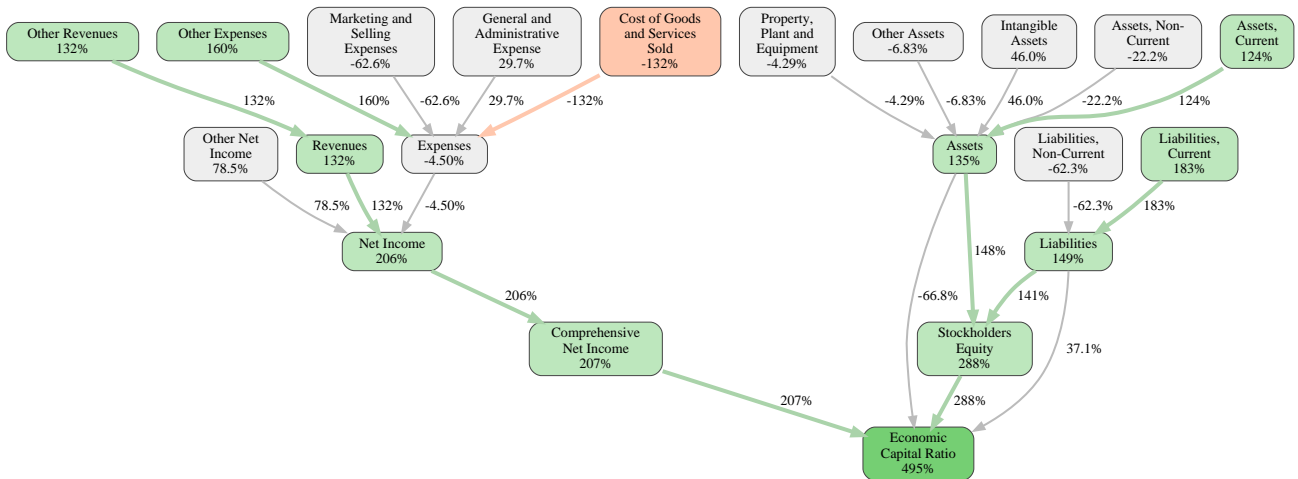 Other Revenues
132%
Other Expenses
160%
Marketing and
Selling
Expenses
-62.6%
General and
Administrative
Expense
29.7%
Cost of Goods
and Services
Sold
-132%
Property,
Plant and
Equipment
-4.29%
Other Assets
-6.83%
Intangible
Assets
46.0%
Assets, Non-
Current
-22.2%
Assets,
Current
124%
132%
160%
-62.6%
29.7%
-132%
-4.29%
-6.83%
46.0%
-22.2%
124%
Other Net
Income
78.5%
Revenues
132%
Expenses
-4.50%
Assets
135%
Liabilities,
Non-Current
-62.3%
Liabilities,
Current
183%
78.5%
132%
-4.50%
-62.3%
183%
Net Income
206%
148%
Liabilities
149%
206%
-66.8%
141%
Comprehensive
Net Income
207%
Stockholders
Equity
288%
37.1%
207%
288%
Economic
Capital Ratio
495%